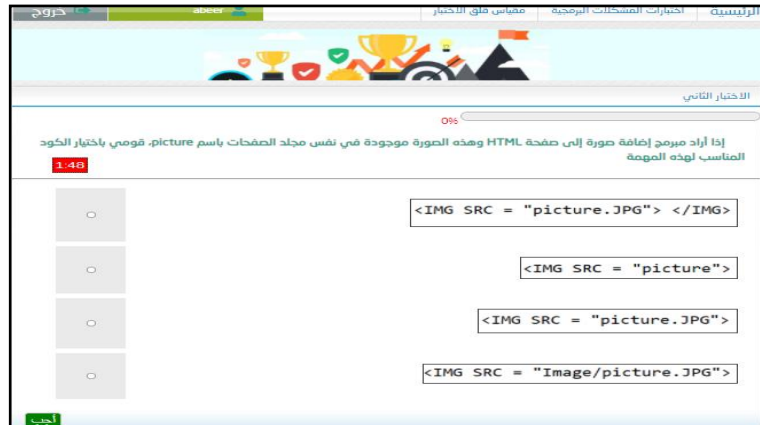 الرئيسية اختبارات المشكلات البرمجية مقياس قلق الاختبار abeer خروج
الاختبار الثاني
0%
إذا أراد مبرمج إضافة صورة إلى صفحة HTML وهذه الصورة موجودة في نفس مجلد الصفحات باسم picture، قومي باختيار الكود
المناسب لهذه المهمة
1:48
<IMG SRC = "picture.JPG"> </IMG>
<IMG SRC = "picture">
<IMG SRC = "picture.JPG">
<IMG SRC = "Image/picture.JPG">
أجب